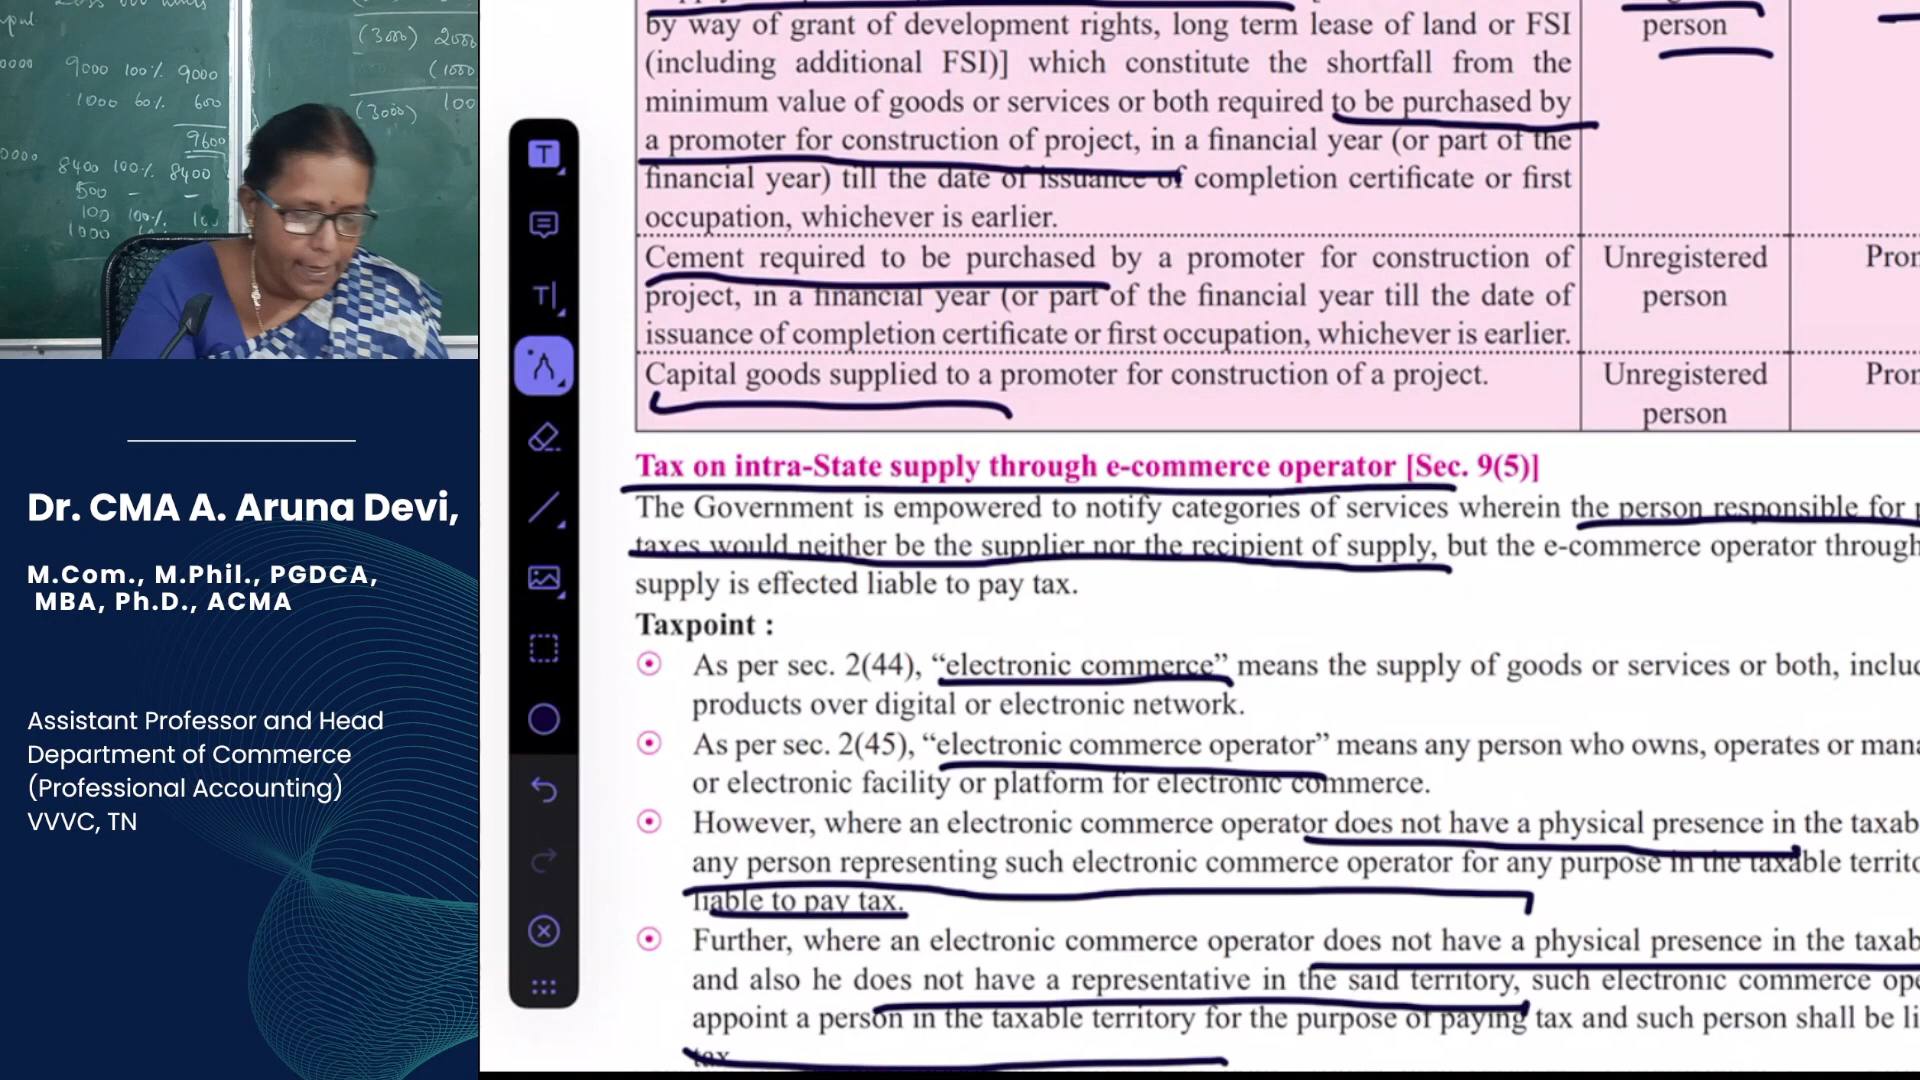 LOSS 000 units
put
(3000) 2000
0000 9000 100% 9000
(1000
1000 60% 600
(3000) 100
9600
0000
8400 100% 8400
500 - -
100 100% 100
1000
Dr. CMA A. Aruna Devi,
M.Com., M.Phil., PGDCA,
MBA, Ph.D., ACMA
Assistant Professor and Head
Department of Commerce
(Professional Accounting)
VVVC, TN
T
T
by way of grant of development rights, long term lease of land or FSI
(including additional FSI)] which constitute the shortfall from the
minimum value of goods or services or both required to be purchased by
a promoter for construction of project, in a financial year (or part of the
financial year) till the date of issuance of completion certificate or first
occupation, whichever is earlier.
person
Cement required to be purchased by a promoter for construction of
project, in a financial year (or part of the financial year till the date of
issuance of completion certificate or first occupation, whichever is earlier.
Unregistered
person
Pron
Capital goods supplied to a promoter for construction of a project.
Unregistered
person
Pron
Tax on intra-State supply through e-commerce operator [Sec. 9(5)]
The Government is empowered to notify categories of services wherein the person responsible for p
taxes would neither be the supplier nor the recipient of supply, but the e-commerce operator through
supply is effected liable to pay tax.
Taxpoint :
As per sec. 2(44), “electronic commerce” means the supply of goods or services or both, includ
products over digital or electronic network.
As per sec. 2(45), “electronic commerce operator” means any person who owns, operates or mana
or electronic facility or platform for electronic commerce.
However, where an electronic commerce operator does not have a physical presence in the taxab
any person representing such electronic commerce operator for any purpose in the taxable territo
liable to pay tax.
Further, where an electronic commerce operator does not have a physical presence in the taxab
and also he does not have a representative in the said territory, such electronic commerce ope
appoint a person in the taxable territory for the purpose of paying tax and such person shall be li
tax